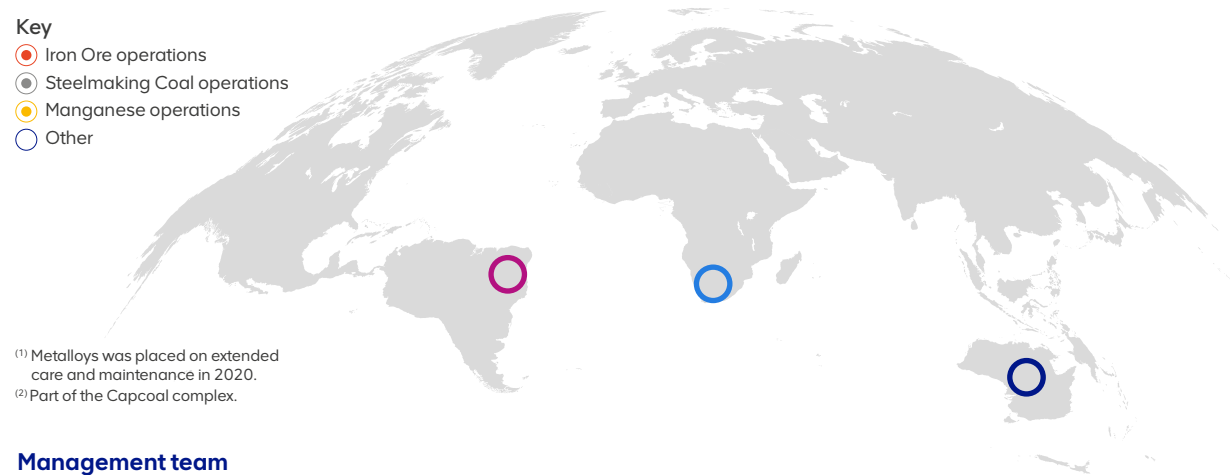 Key
Iron Ore operations
Steelmaking Coal operations
Manganese operations
Other
(1) Metalloys was placed on extended
care and maintenance in 2020.
(2) Part of the Capcoal complex.
Management team